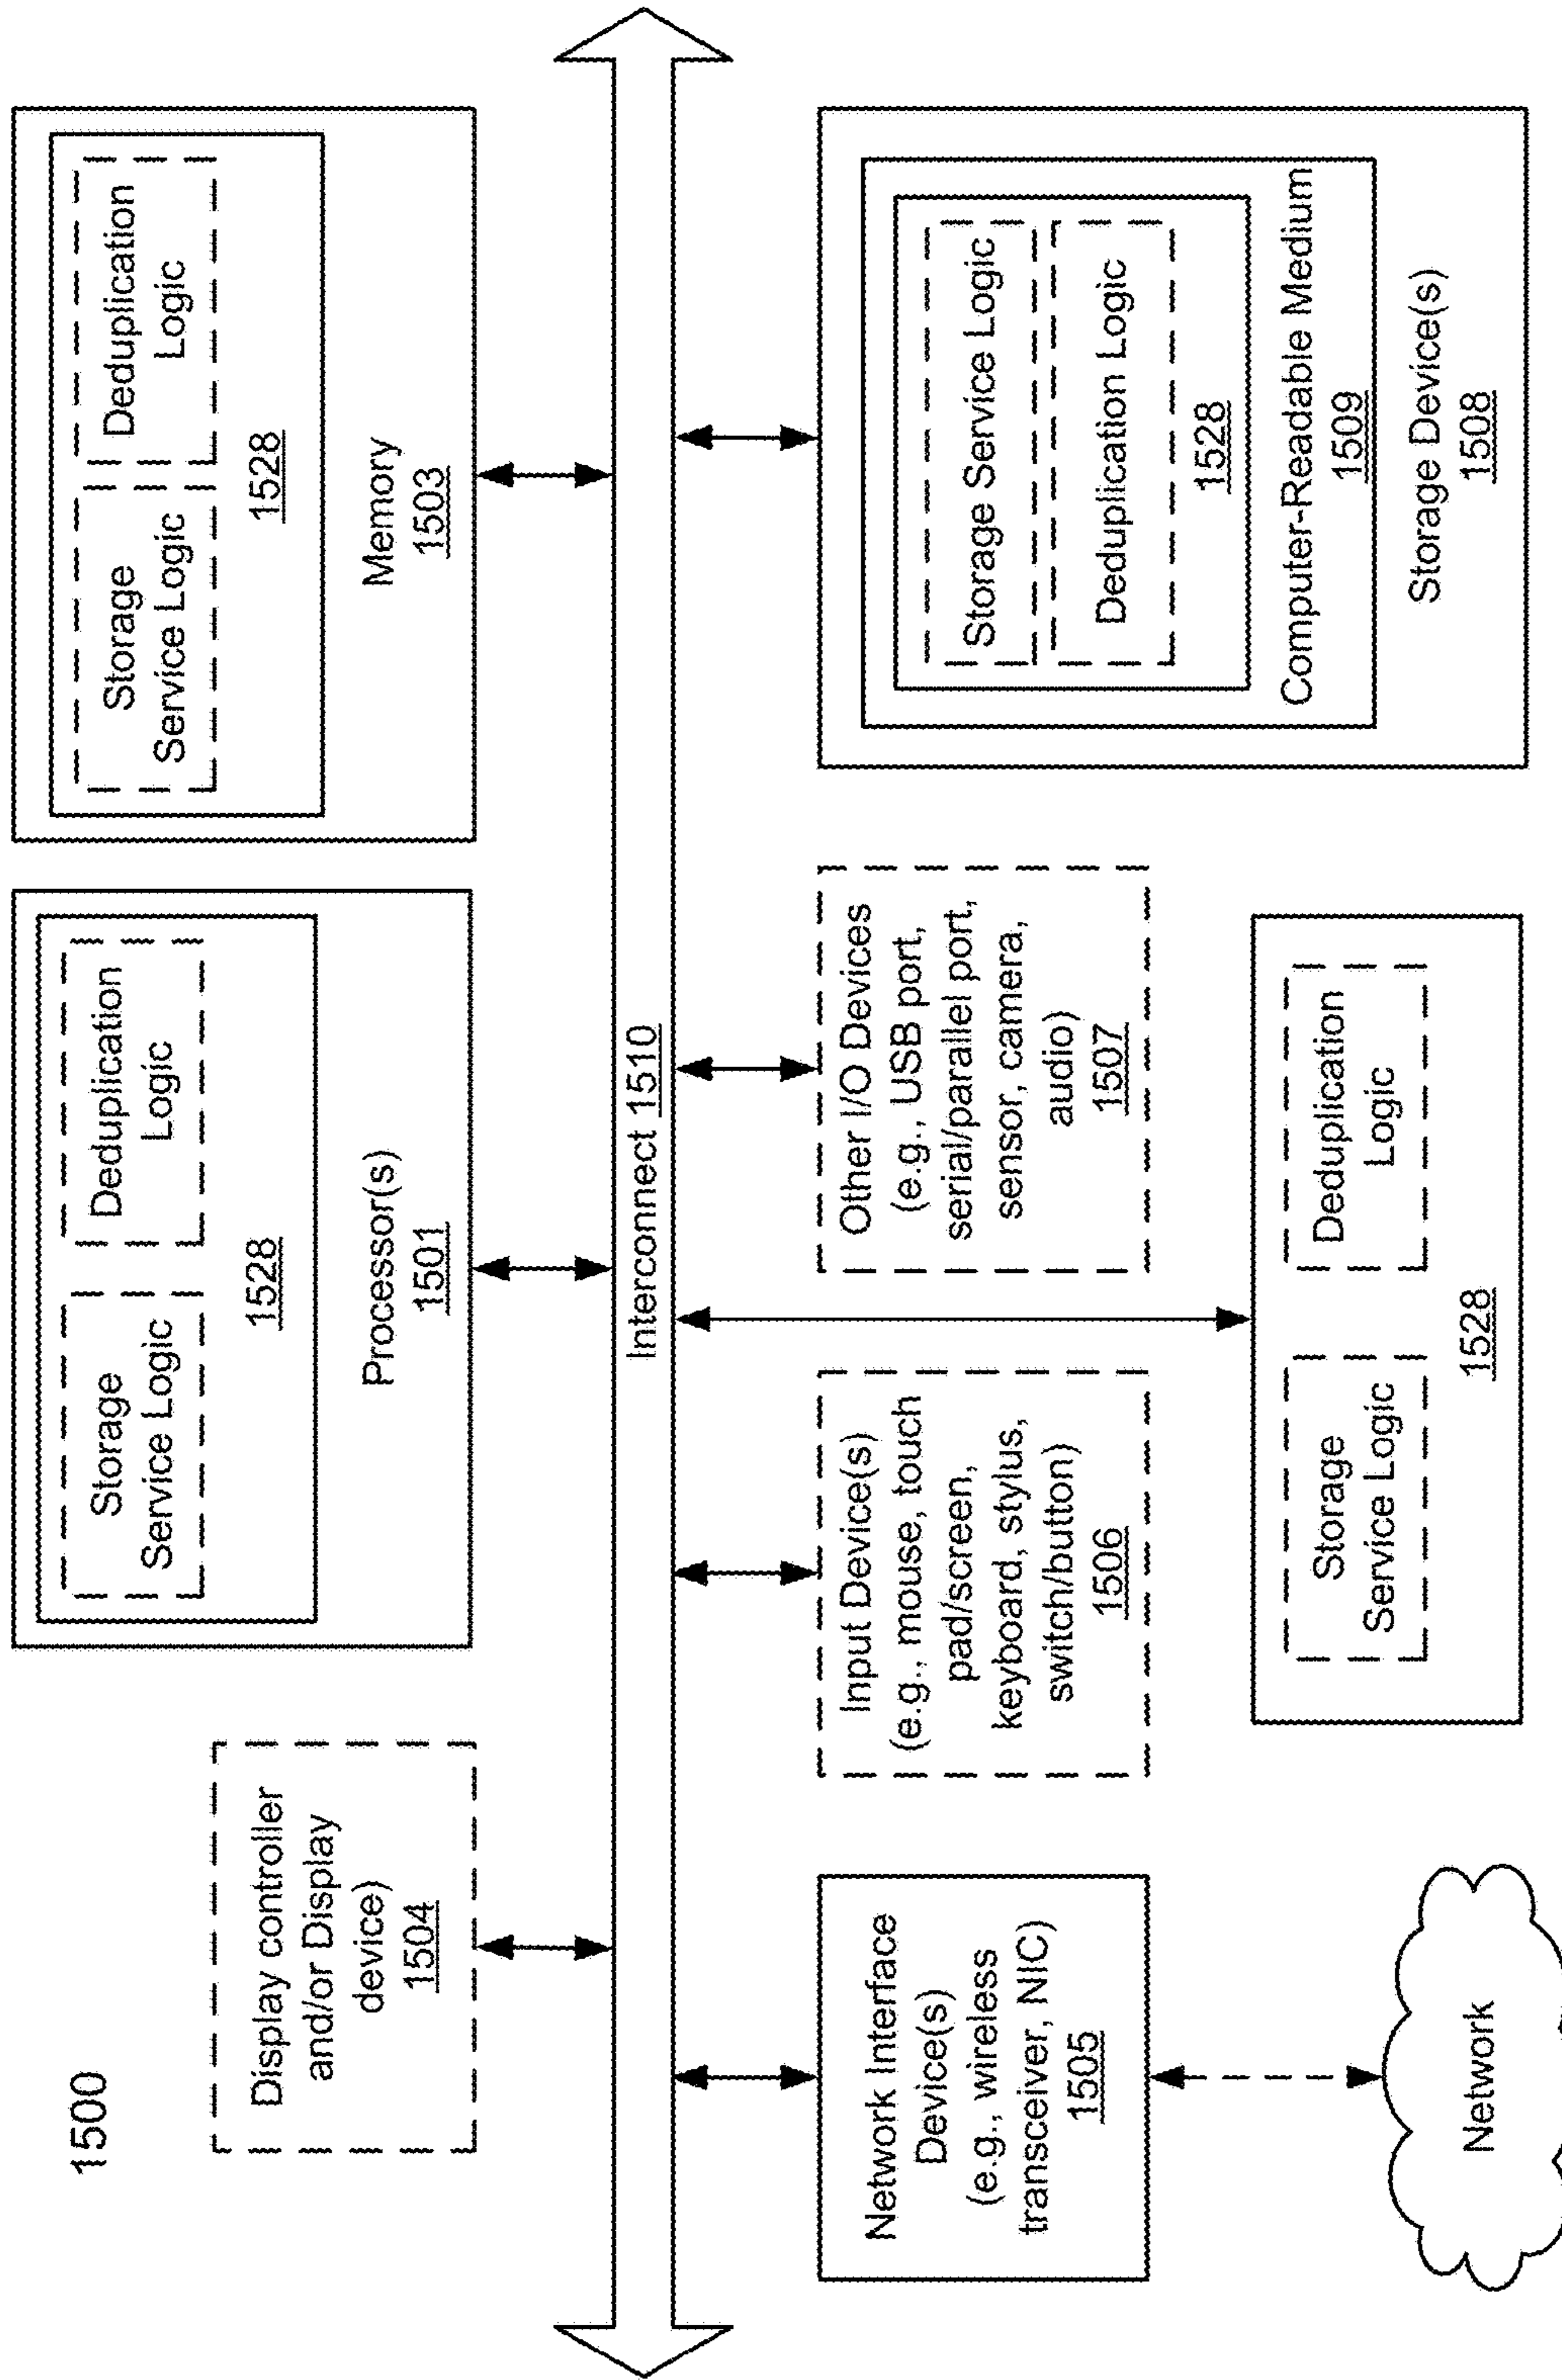 1500
Display controller
and/or Display
device)
1504
Storage
Service Logic
Deduplication
Logic
1528
Processor(s)
1501
Storage
Service Logic
Deduplication
Logic
1528
Memory
1503
Interconnect 1510
Network Interface
Device(s)
(e.g., wireless
transceiver, NIC)
1505
Network
Input Device(s)
(e.g., mouse, touch
pad/screen,
keyboard, stylus,
switch/button)
1506
Other I/O Devices
(e.g., USB port,
serial/parallel port,
sensor, camera,
audio)
1507
Storage
Service Logic
Deduplication
Logic
1528
Storage Service Logic
Deduplication Logic
1528
Computer-Readable Medium
1509
Storage Device(s)
1508